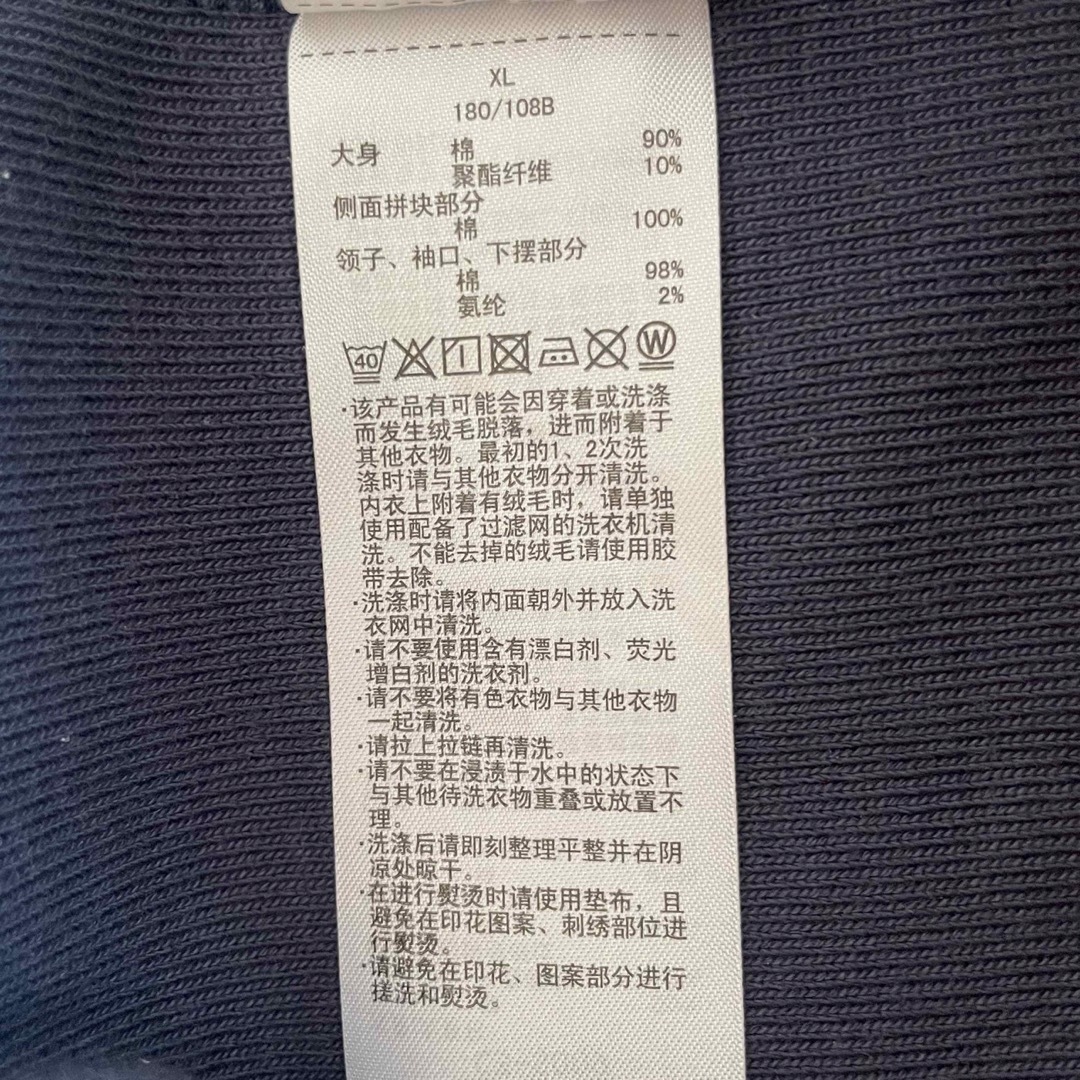 XL
180/108B
大身 棉 90%
聚酯纤维 10%
侧面拼块部分
棉 100%
领子、袖口、下摆部分
棉 98%
氨纶 2%
40 W
·该产品有可能会因穿着或洗涤
而发生绒毛脱落，进而附着于
其他衣物。最初的1、2次洗
涤时请与其他衣物分开清洗。
内衣上附着有绒毛时，请单独
使用配备了过滤网的洗衣机清
洗。不能去掉的绒毛请使用胶
带去除。
·洗涤时请将内面朝外并放入洗
衣网中清洗。
·请不要使用含有漂白剂、荧光
增白剂的洗衣剂。
·请不要将有色衣物与其他衣物
一起清洗。
·请拉上拉链再清洗。
·请不要在浸渍于水中的状态下
与其他待洗衣物重叠或放置不
理。
·洗涤后请即刻整理平整并在阴
凉处晾干。
·在进行熨烫时请使用垫布，且
避免在印花图案、刺绣部位进
行熨烫。
·请避免在印花、图案部分进行
搓洗和熨烫。